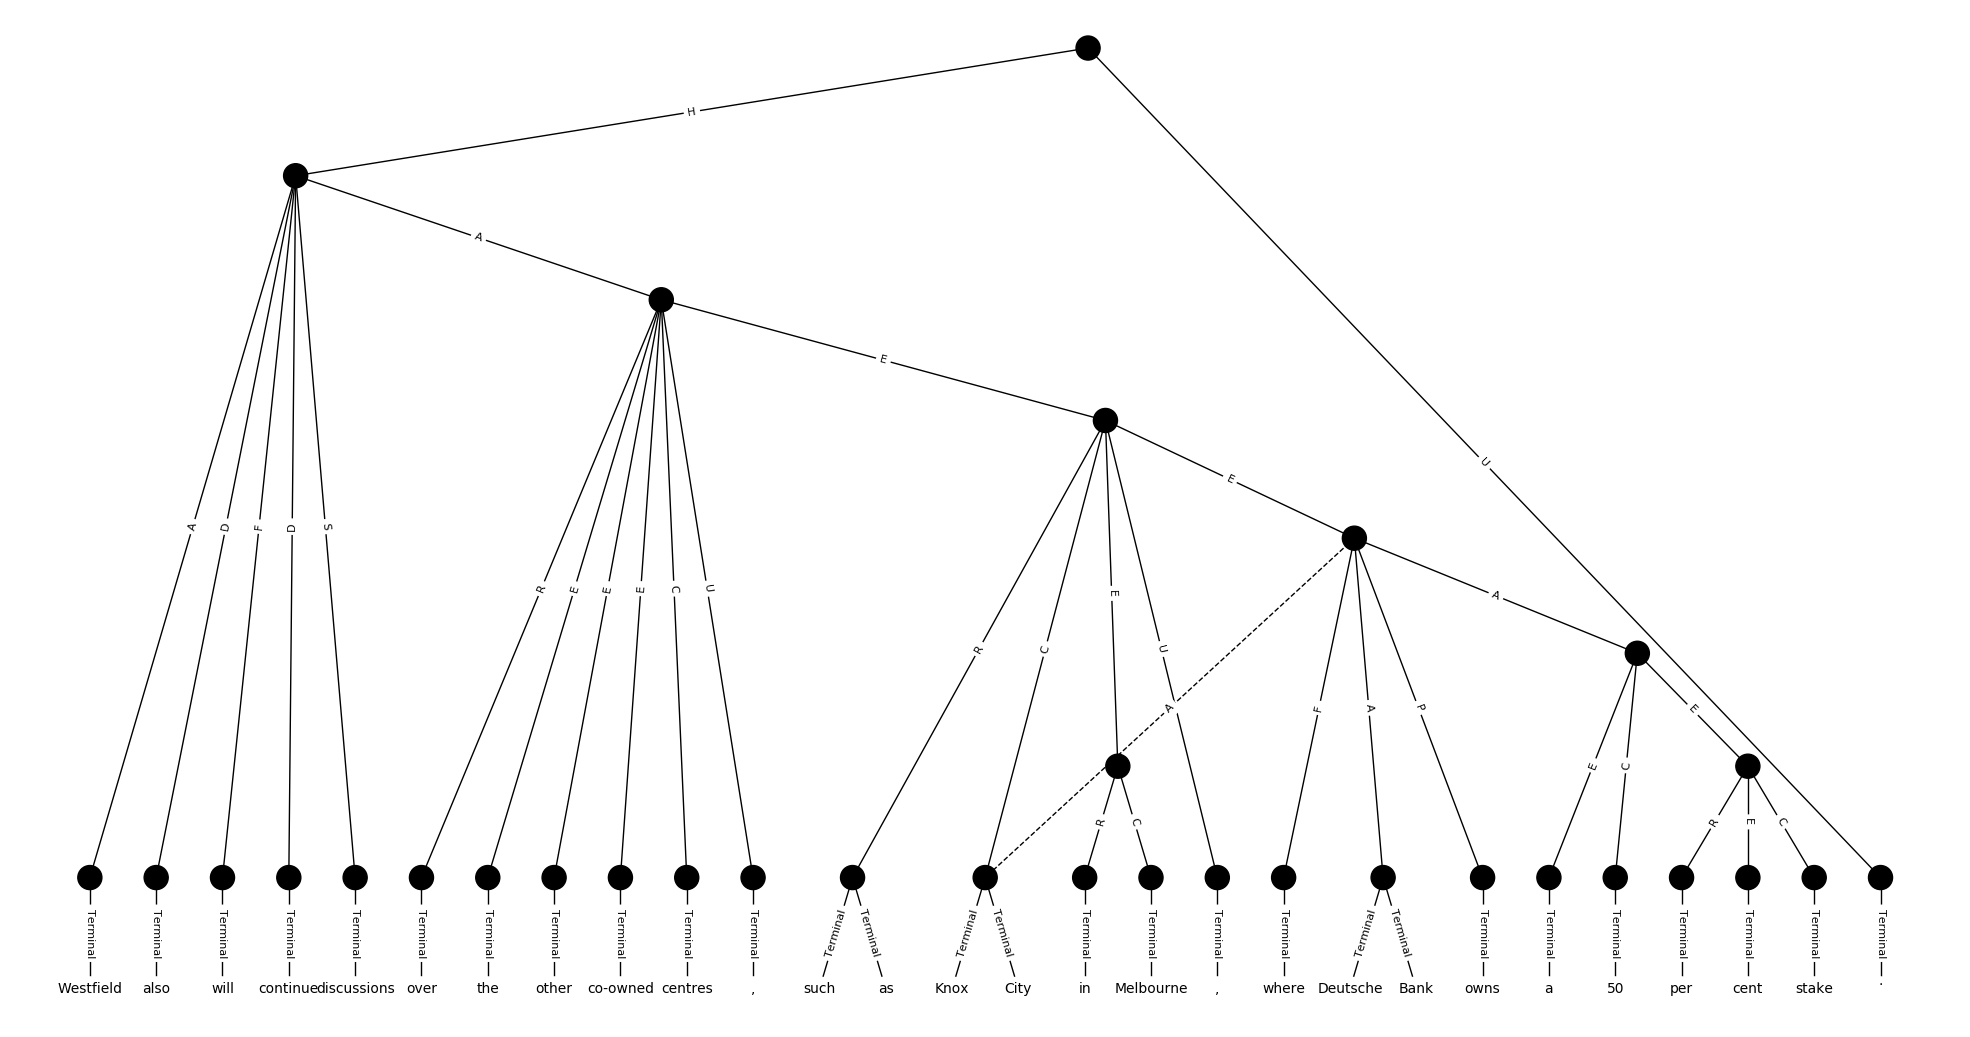 H
A
E
A D F D S
E
U
R E E E C U
E
A
R C E U
A
F A P
E
E C
R C
R E C
Terminal Terminal Terminal Terminal Terminal Terminal Terminal Terminal Terminal Terminal Terminal Terminal Terminal Terminal Terminal Terminal Terminal Terminal Terminal Terminal Terminal Terminal Terminal Terminal Terminal Terminal Terminal Terminal
Westfield also will continue discussions over the other co-owned centres , such as Knox City in Melbourne , where Deutsche Bank owns a 50 per cent stake .